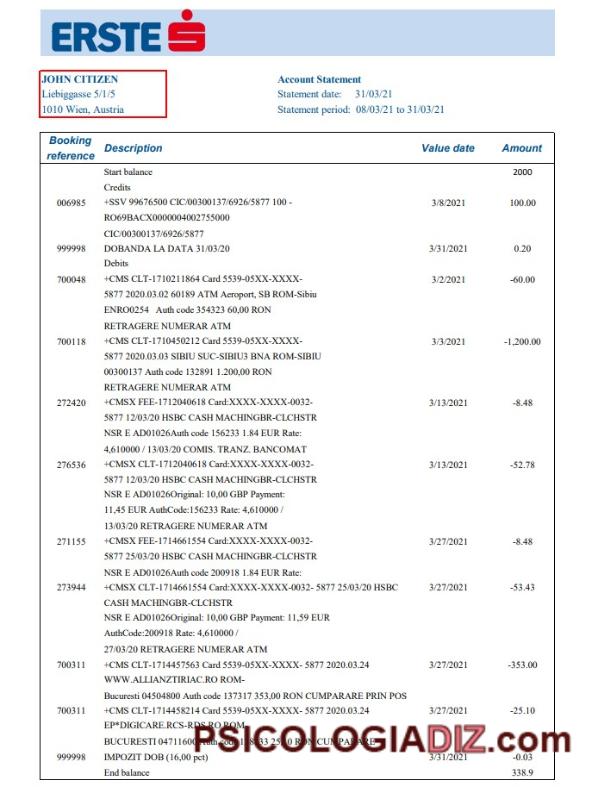 ERSTE S
JOHN CITIZEN
Liebiggasse 5/1/5
1010 Wien, Austria
Account Statement
Statement date: 31/03/21
Statement period: 08/03/21 to 31/03/21
Booking reference Description Value date Amount
Start balance 2000
Credits
006985 +SSV 99676500 CIC/00300137/6926/5877 100 - 3/8/2021 100.00
RO69BACX0000004002755000
CIC/00300137/6926/5877
999998 DOBANDA LA DATA 31/03/20 3/31/2021 0.20
Debits
700048 +CMS CLT-1710211864 Card 5539-05XX-XXXX- 3/2/2021 -60.00
5877 2020.03.02 60189 ATM Aeroport, SB ROM-Sibiu
ENRO0254 Auth code 354323 60,00 RON
RETRAGERE NUMERAR ATM
700118 +CMS CLT-1710450212 Card 5539-05XX-XXXX- 3/3/2021 -1,200.00
5877 2020.03.03 SIBIU SUC-SIBIU3 BNA ROM-SIBIU
00300137 Auth code 132891 1.200,00 RON
RETRAGERE NUMERAR ATM
272420 +CMSX FEE-1712040618 Card:XXXX-XXXX-0032- 3/13/2021 -8.48
5877 12/03/20 HSBC CASH MACHINGBR-CLCHSTR
NSR E AD01026Auth code 156233 1.84 EUR Rate:
4,610000 / 13/03/20 COMIS. TRANZ. BANCOMAT
276536 +CMSX CLT-1712040618 Card:XXXX-XXXX-0032- 3/13/2021 -52.78
5877 12/03/20 HSBC CASH MACHINGBR-CLCHSTR
NSR E AD01026Original: 10,00 GBP Payment:
11,45 EUR AuthCode:156233 Rate: 4,610000 /
13/03/20 RETRAGERE NUMERAR ATM
271155 +CMSX FEE-1714661554 Card:XXXX-XXXX-0032- 3/27/2021 -8.48
5877 25/03/20 HSBC CASH MACHINGBR-CLCHSTR
NSR E AD01026Auth code 200918 1.84 EUR Rate:
273944 +CMSX CLT-1714661554 Card:XXXX-XXXX-0032- 5877 25/03/20 HSBC 3/27/2021 -53.43
CASH MACHINGBR-CLCHSTR
NSR E AD01026Original: 10,00 GBP Payment: 11,59 EUR
AuthCode:200918 Rate: 4,610000 /
27/03/20 RETRAGERE NUMERAR ATM
700311 +CMS CLT-1714457563 Card 5539-05XX-XXXX- 5877 2020.03.24 3/27/2021 -353.00
WWW.ALLIANZTIRIAC.RO ROM-
Bucuresti 04504800 Auth code 137317 353,00 RON CUMPARARE PRIN POS
700311 +CMS CLT-1714458214 Card 5539-05XX-XXXX- 5877 2020.03.24 3/27/2021 -25.10
EP*DIGICARE.RCS-RDS.RO ROM-
BUCURESTI RON CUMPARARE
PSICOLOGIADIZ.com
999998 IMPOZIT DOB (16,00 pct) 3/31/2021 -0.03
End balance 338.9